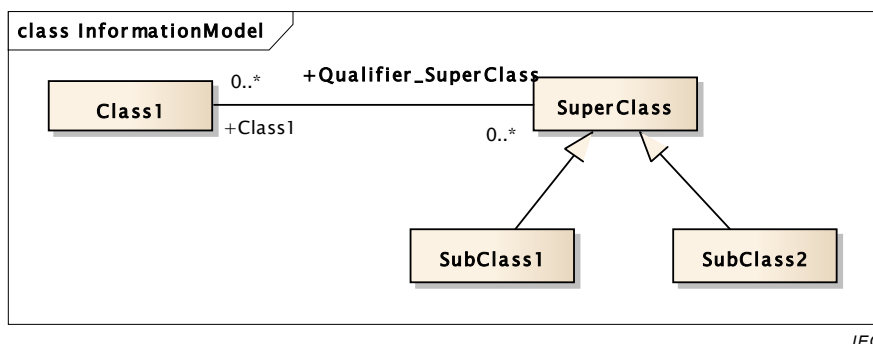 class InformationModel
0..*
+Qualifier_SuperClass
Class1
SuperClass
+Class1
0..*
SubClass1
SubClass2